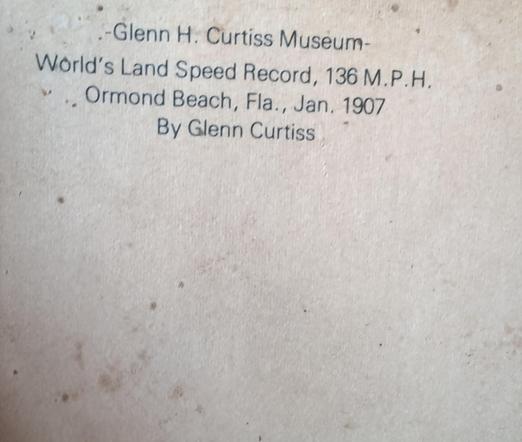 -Glenn H. Curtiss Museum-
World's Land Speed Record, 136 M.P.H.
Ormond Beach, Fla., Jan. 1907
By Glenn Curtiss